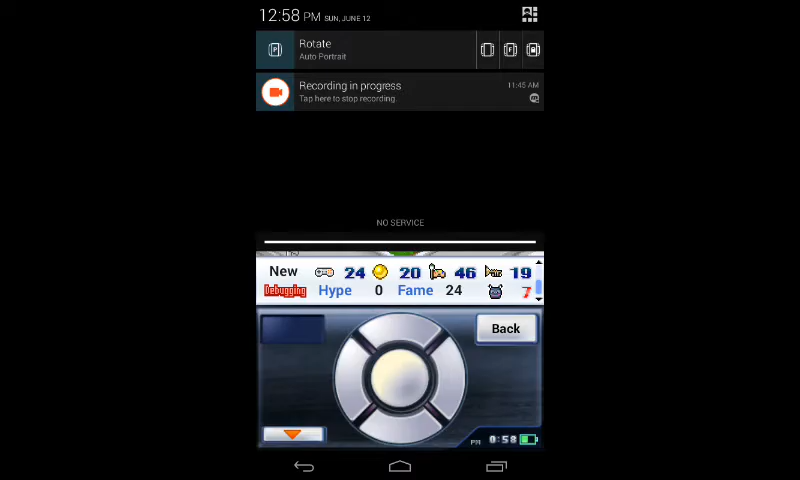 12:58 PM SUN, JUNE 12
Rotate
Auto Portrait
Recording in progress 11:45 AM
Tap here to stop recording.
NO SERVICE
New 24 20 46 19
Debugging Hype 0 Fame 24 7
Back
PM 0:58